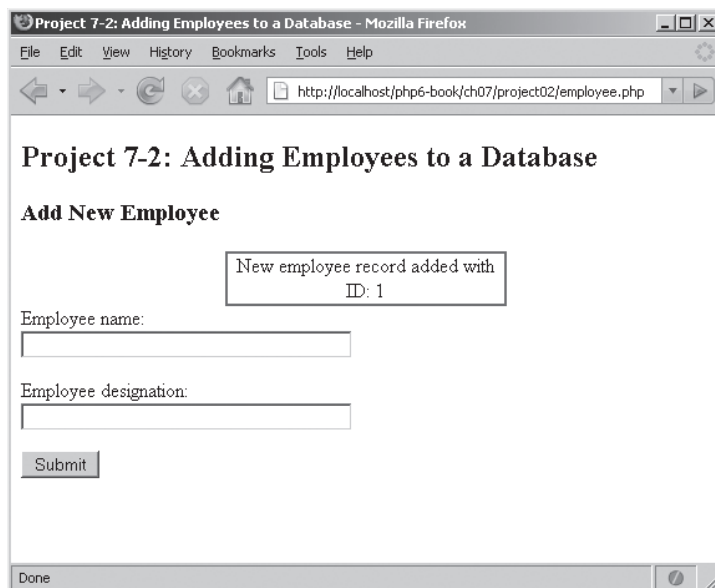 Project 7-2: Adding Employees to a Database - Mozilla Firefox
File Edit View History Bookmarks Tools Help
http://localhost/php6-book/ch07/project02/employee.php
Project 7-2: Adding Employees to a Database
Add New Employee
New employee record added with
ID: 1
Employee name:
Employee designation:
Submit
Done